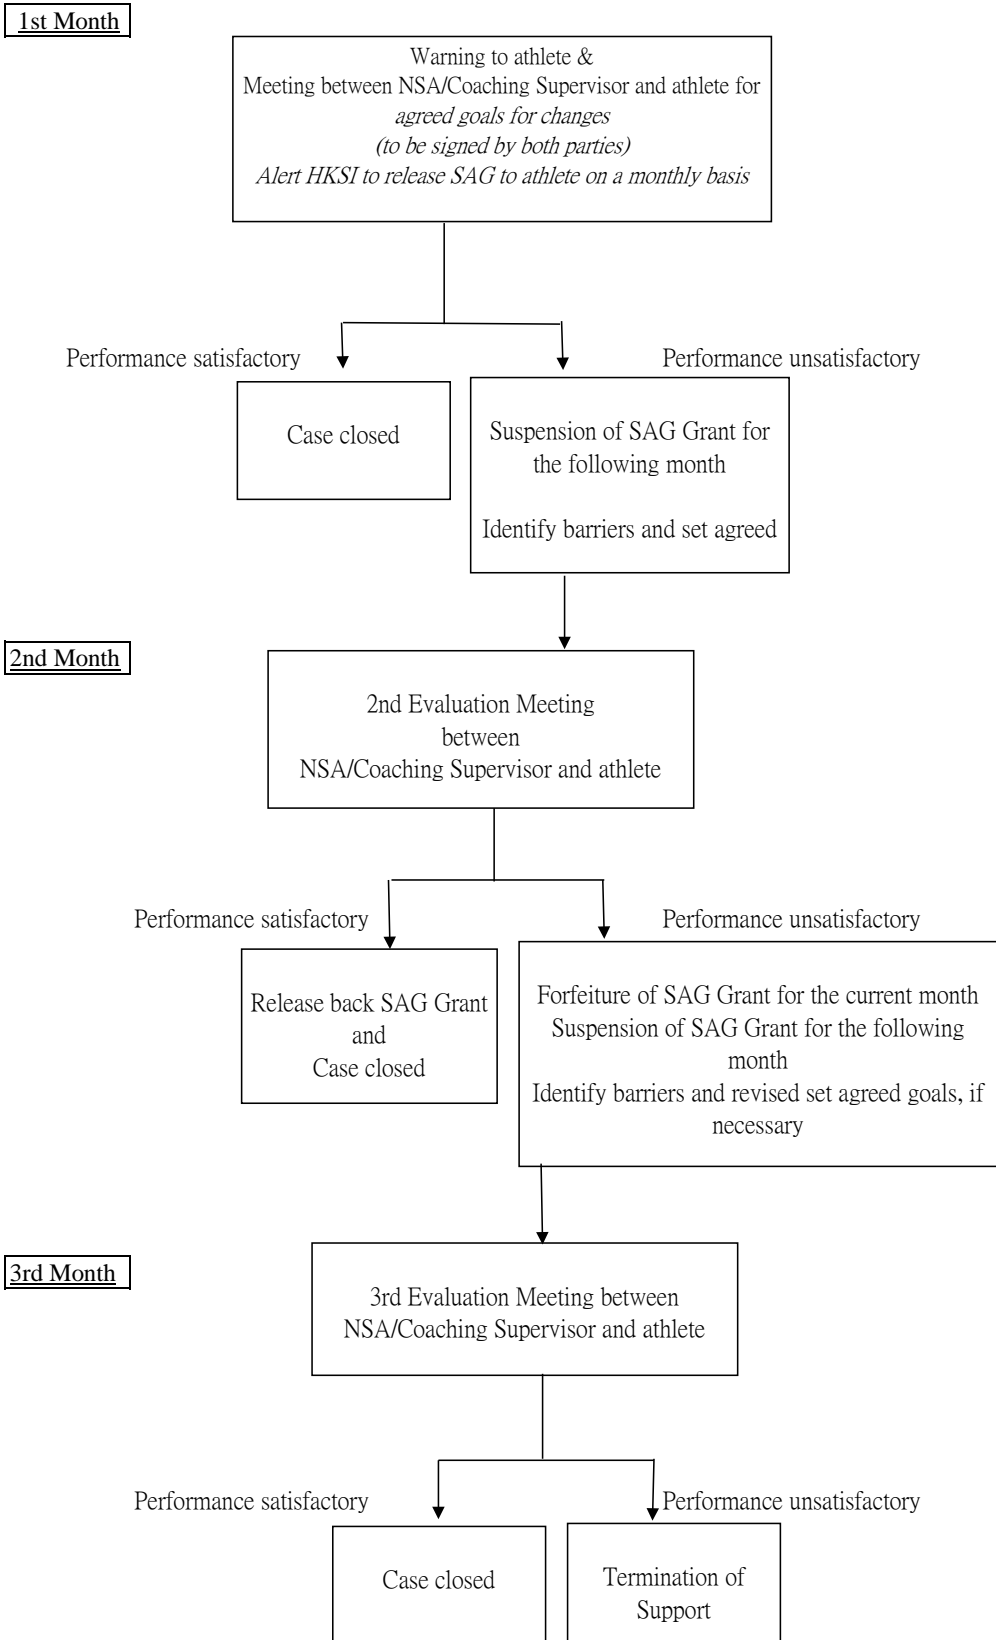 1st Month
Warning to athlete &
Meeting between NSA/Coaching Supervisor and athlete for
agreed goals for changes
(to be signed by both parties)
Alert HKSI to release SAG to athlete on a monthly basis
Performance satisfactory
Performance unsatisfactory
Case closed
Suspension of SAG Grant for
the following month
Identify barriers and set agreed
2nd Month
2nd Evaluation Meeting
between
NSA/Coaching Supervisor and athlete
Performance satisfactory
Performance unsatisfactory
Release back SAG Grant
and
Case closed
Forfeiture of SAG Grant for the current month
Suspension of SAG Grant for the following
month
Identify barriers and revised set agreed goals, if
necessary
3rd Month
3rd Evaluation Meeting between
NSA/Coaching Supervisor and athlete
Performance satisfactory
Performance unsatisfactory
Case closed
Termination of
Support